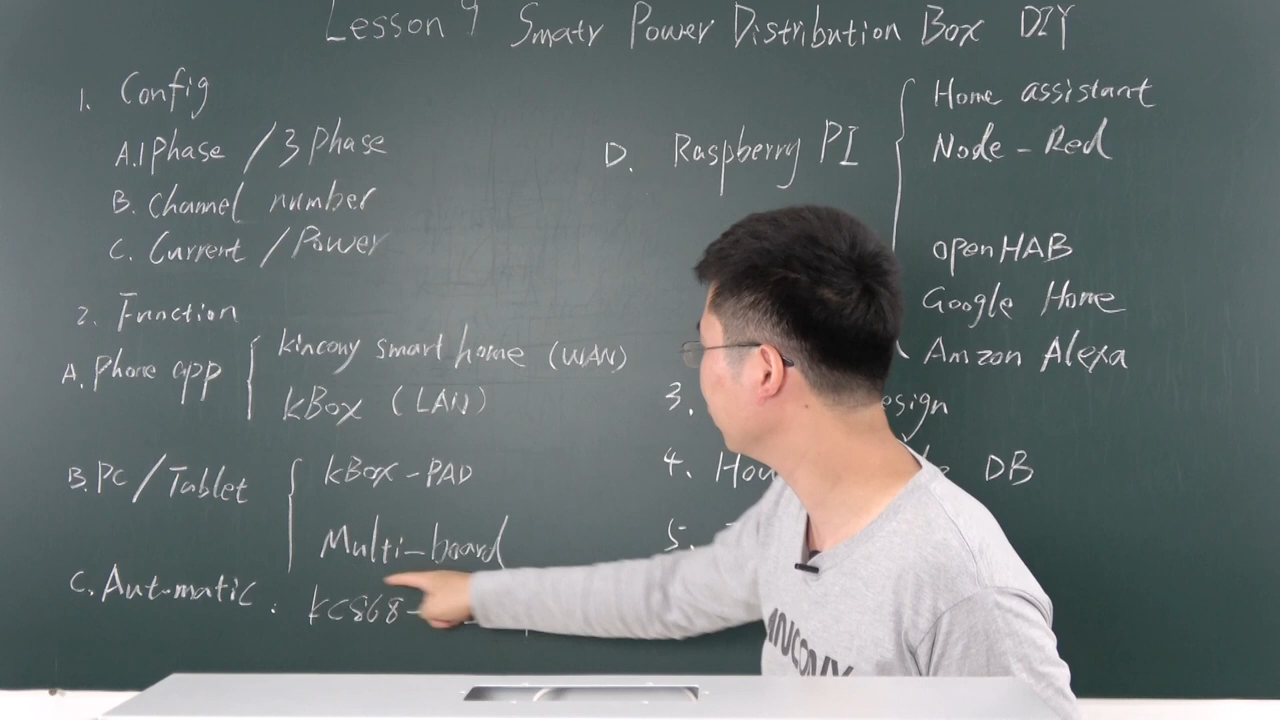 Lesson 9 Smatr Power Distribution Box DIY
1. Config
A.1Phase / 3 Phase
B. Channel number
C. Current / Power
2. Function
A. Phone app
kincony smart home (WAN)
kBox (LAN)
B. PC / Tablet
kBox - PAD
Multi-board
C. Automatic:
kC868-
D. Raspberry PI
Home assistant
Node - Red
openHAB
Google Home
Amzon Alexa
3.
4. DB
5.
KINCONY